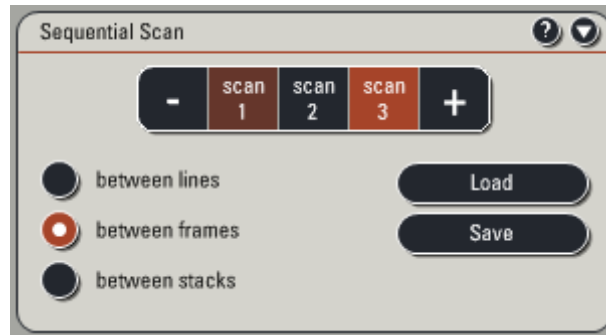 Sequential Scan ?
- scan 1 scan 2 scan 3 +
between lines Load
between frames Save
between stacks